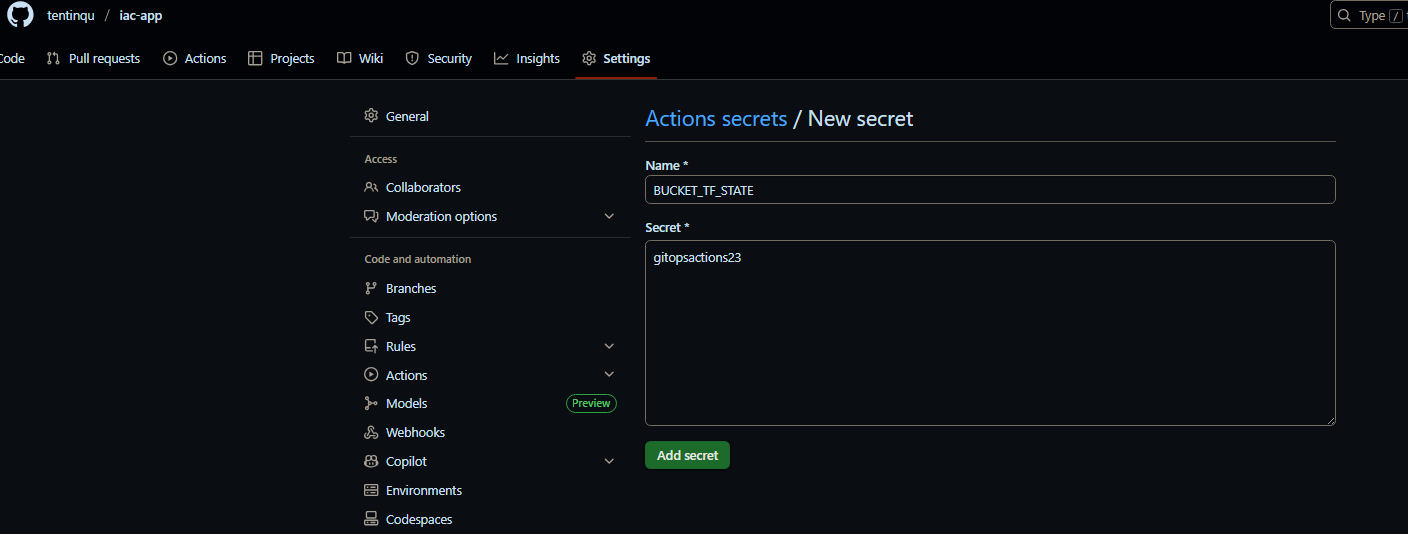 tentinqu / iac-app
Type /
Code
Pull requests
Actions
Projects
Wiki
Security
Insights
Settings
General
Access
Collaborators
Moderation options
Code and automation
Branches
Tags
Rules
Actions
Models
Preview
Webhooks
Copilot
Environments
Codespaces
Actions secrets / New secret
Name *
BUCKET_TF_STATE
Secret *
gitopsactions23
Add secret